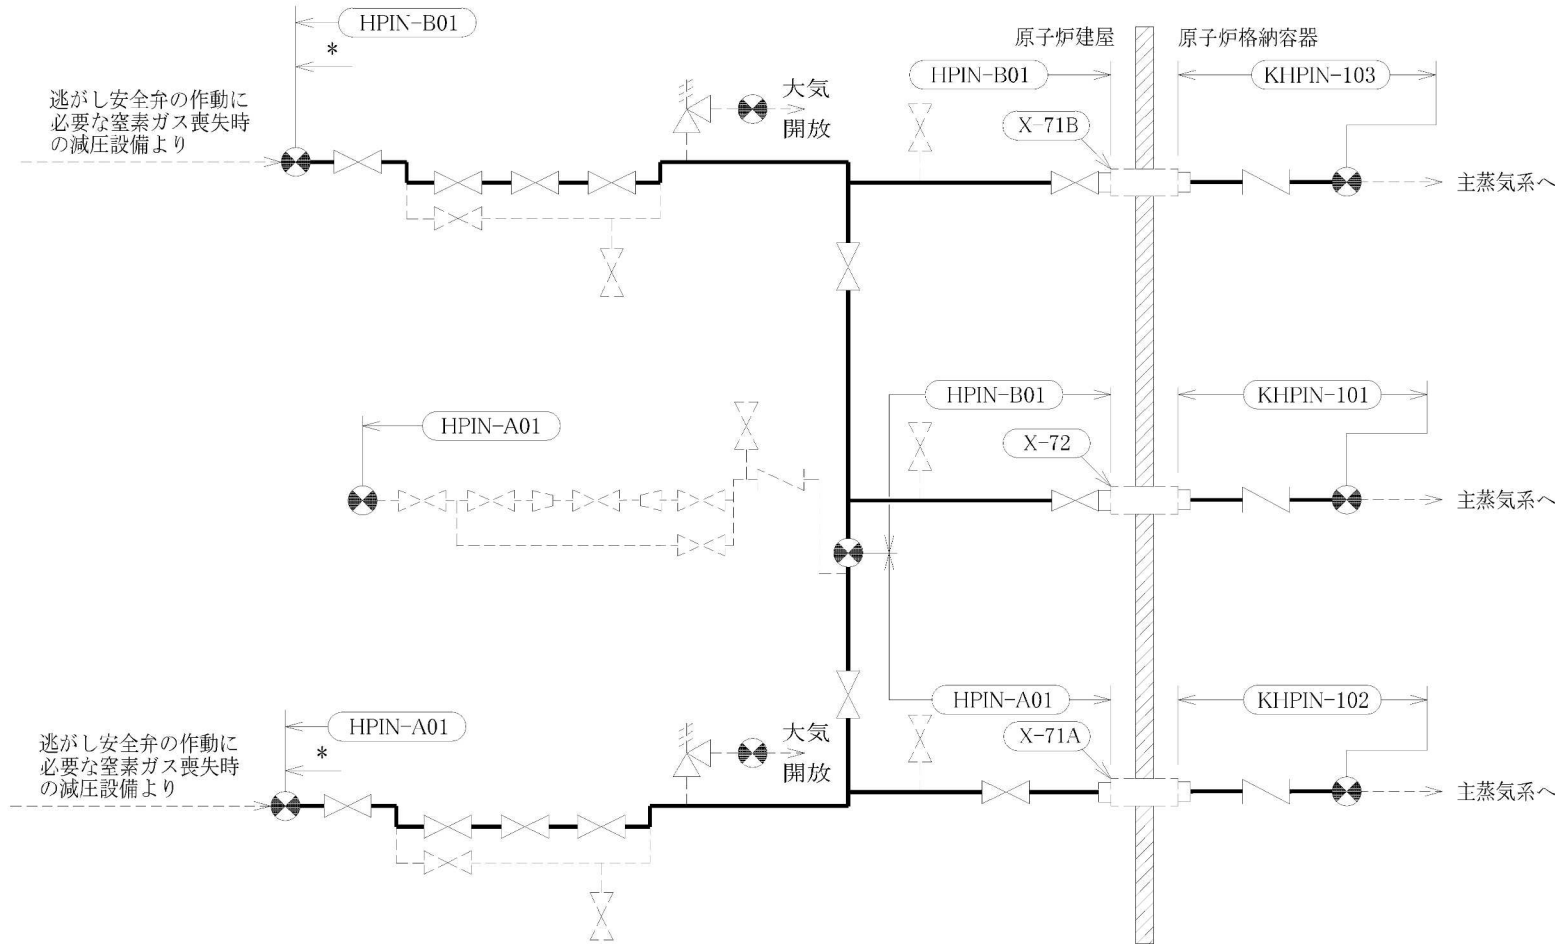 HPIN-B01
*
逃がし安全弁の作動に
必要な窒素ガス喪失時
の減圧設備より
大気
開放
原子炉建屋
原子炉格納容器
HPIN-B01
KHPIN-103
X-71B
主蒸気系へ
HPIN-A01
HPIN-B01
KHPIN-101
X-72
主蒸気系へ
HPIN-A01
*
逃がし安全弁の作動に
必要な窒素ガス喪失時
の減圧設備より
大気
開放
HPIN-A01
KHPIN-102
X-71A
主蒸気系へ